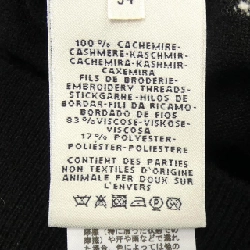 34
100 % CACHEMIRE-
CASHMERE-KASCHMIR-
CACHEMIRA-KASHMIR-
CAXEMIRA
FILS DE BRODERIE-
EMBROIDERY THREADS-
STICKGARNE-HILOS DE
BORDAR-FILI DA RICAMO-
BORDADO DE FIOS
83 %VISCOSE-VISKOSE-
VISCOSA
17 %POLYESTER-
POLIÉSTER-POLIESTERE
CONTIENT DES PARTIES
NON TEXTILES D'ORIGINE
ANIMALE FER DOUX SUR
L'ENVERS